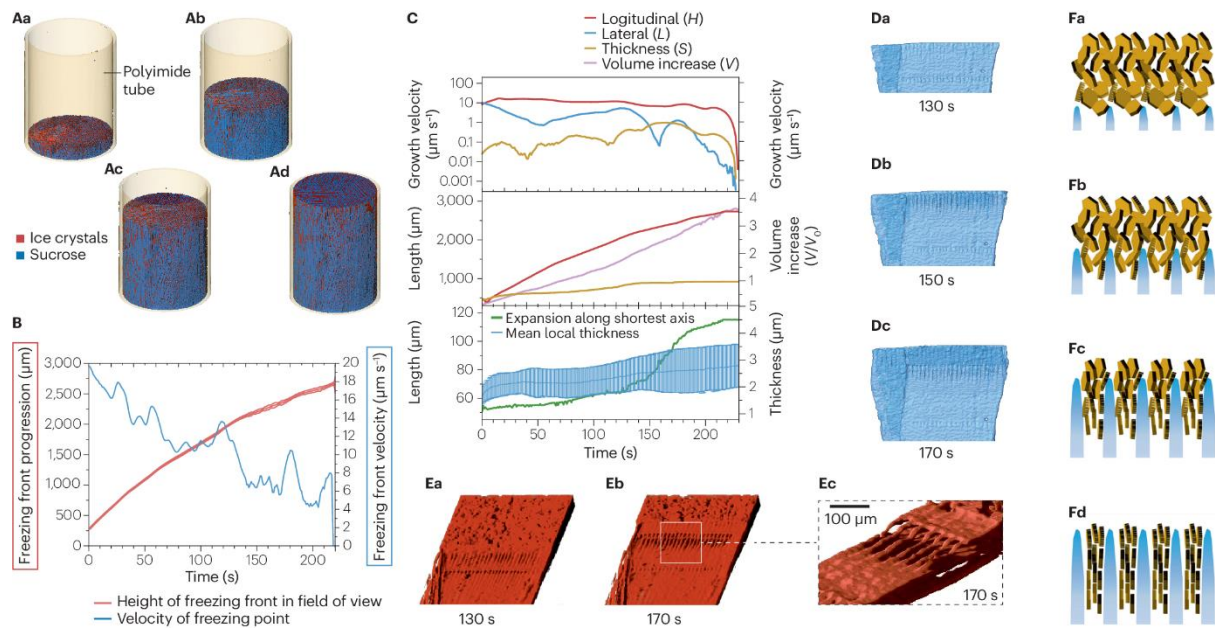 Aa
Ab
Polyimide
tube
Ac
Ad
Ice crystals
Sucrose
B
Freezing front progression (µm)
3,000
2,500
2,000
1,500
1,000
500
0
20
18
16
14
12
10
8
6
4
2
0
Freezing front velocity (µm s⁻¹)
0
50
100
150
200
Time (s)
Height of freezing front in field of view
Velocity of freezing point
C
Logitudinal (H)
Lateral (L)
Thickness (S)
Volume increase (V)
Growth velocity
(µm s⁻¹)
100
10
1
0.1
0.01
0.001
Growth velocity
(µm s⁻¹)
Length (µm)
3,000
2,000
1,000
4
3
2
1
5
Volume
increase (V/V₀)
Expansion along shortest axis
Mean local thickness
Length (µm)
120
100
80
60
4
3
2
1
Thickness (µm)
0
50
100
160
200
Time (s)
Da
130 s
Db
150 s
Dc
170 s
Ea
130 s
Eb
170 s
Ec
100 µm
170 s
Fa
Fb
Fc
Fd